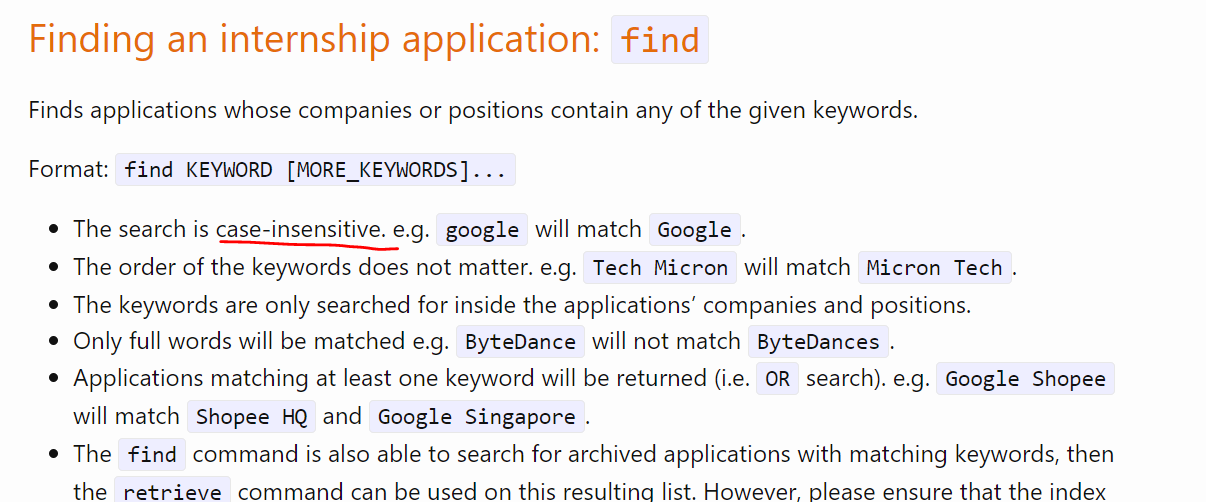 Finding an internship application: find
Finds applications whose companies or positions contain any of the given keywords.
Format: find KEYWORD [MORE_KEYWORDS]...
• The search is case-insensitive. e.g. google will match Google.
• The order of the keywords does not matter. e.g. Tech Micron will match Micron Tech.
• The keywords are only searched for inside the applications’ companies and positions.
• Only full words will be matched e.g. ByteDance will not match ByteDances.
• Applications matching at least one keyword will be returned (i.e. OR search). e.g. Google Shopee
will match Shopee HQ and Google Singapore.
• The find command is also able to search for archived applications with matching keywords, then
the retrieve command can be used on this resulting list. However, please ensure that the index